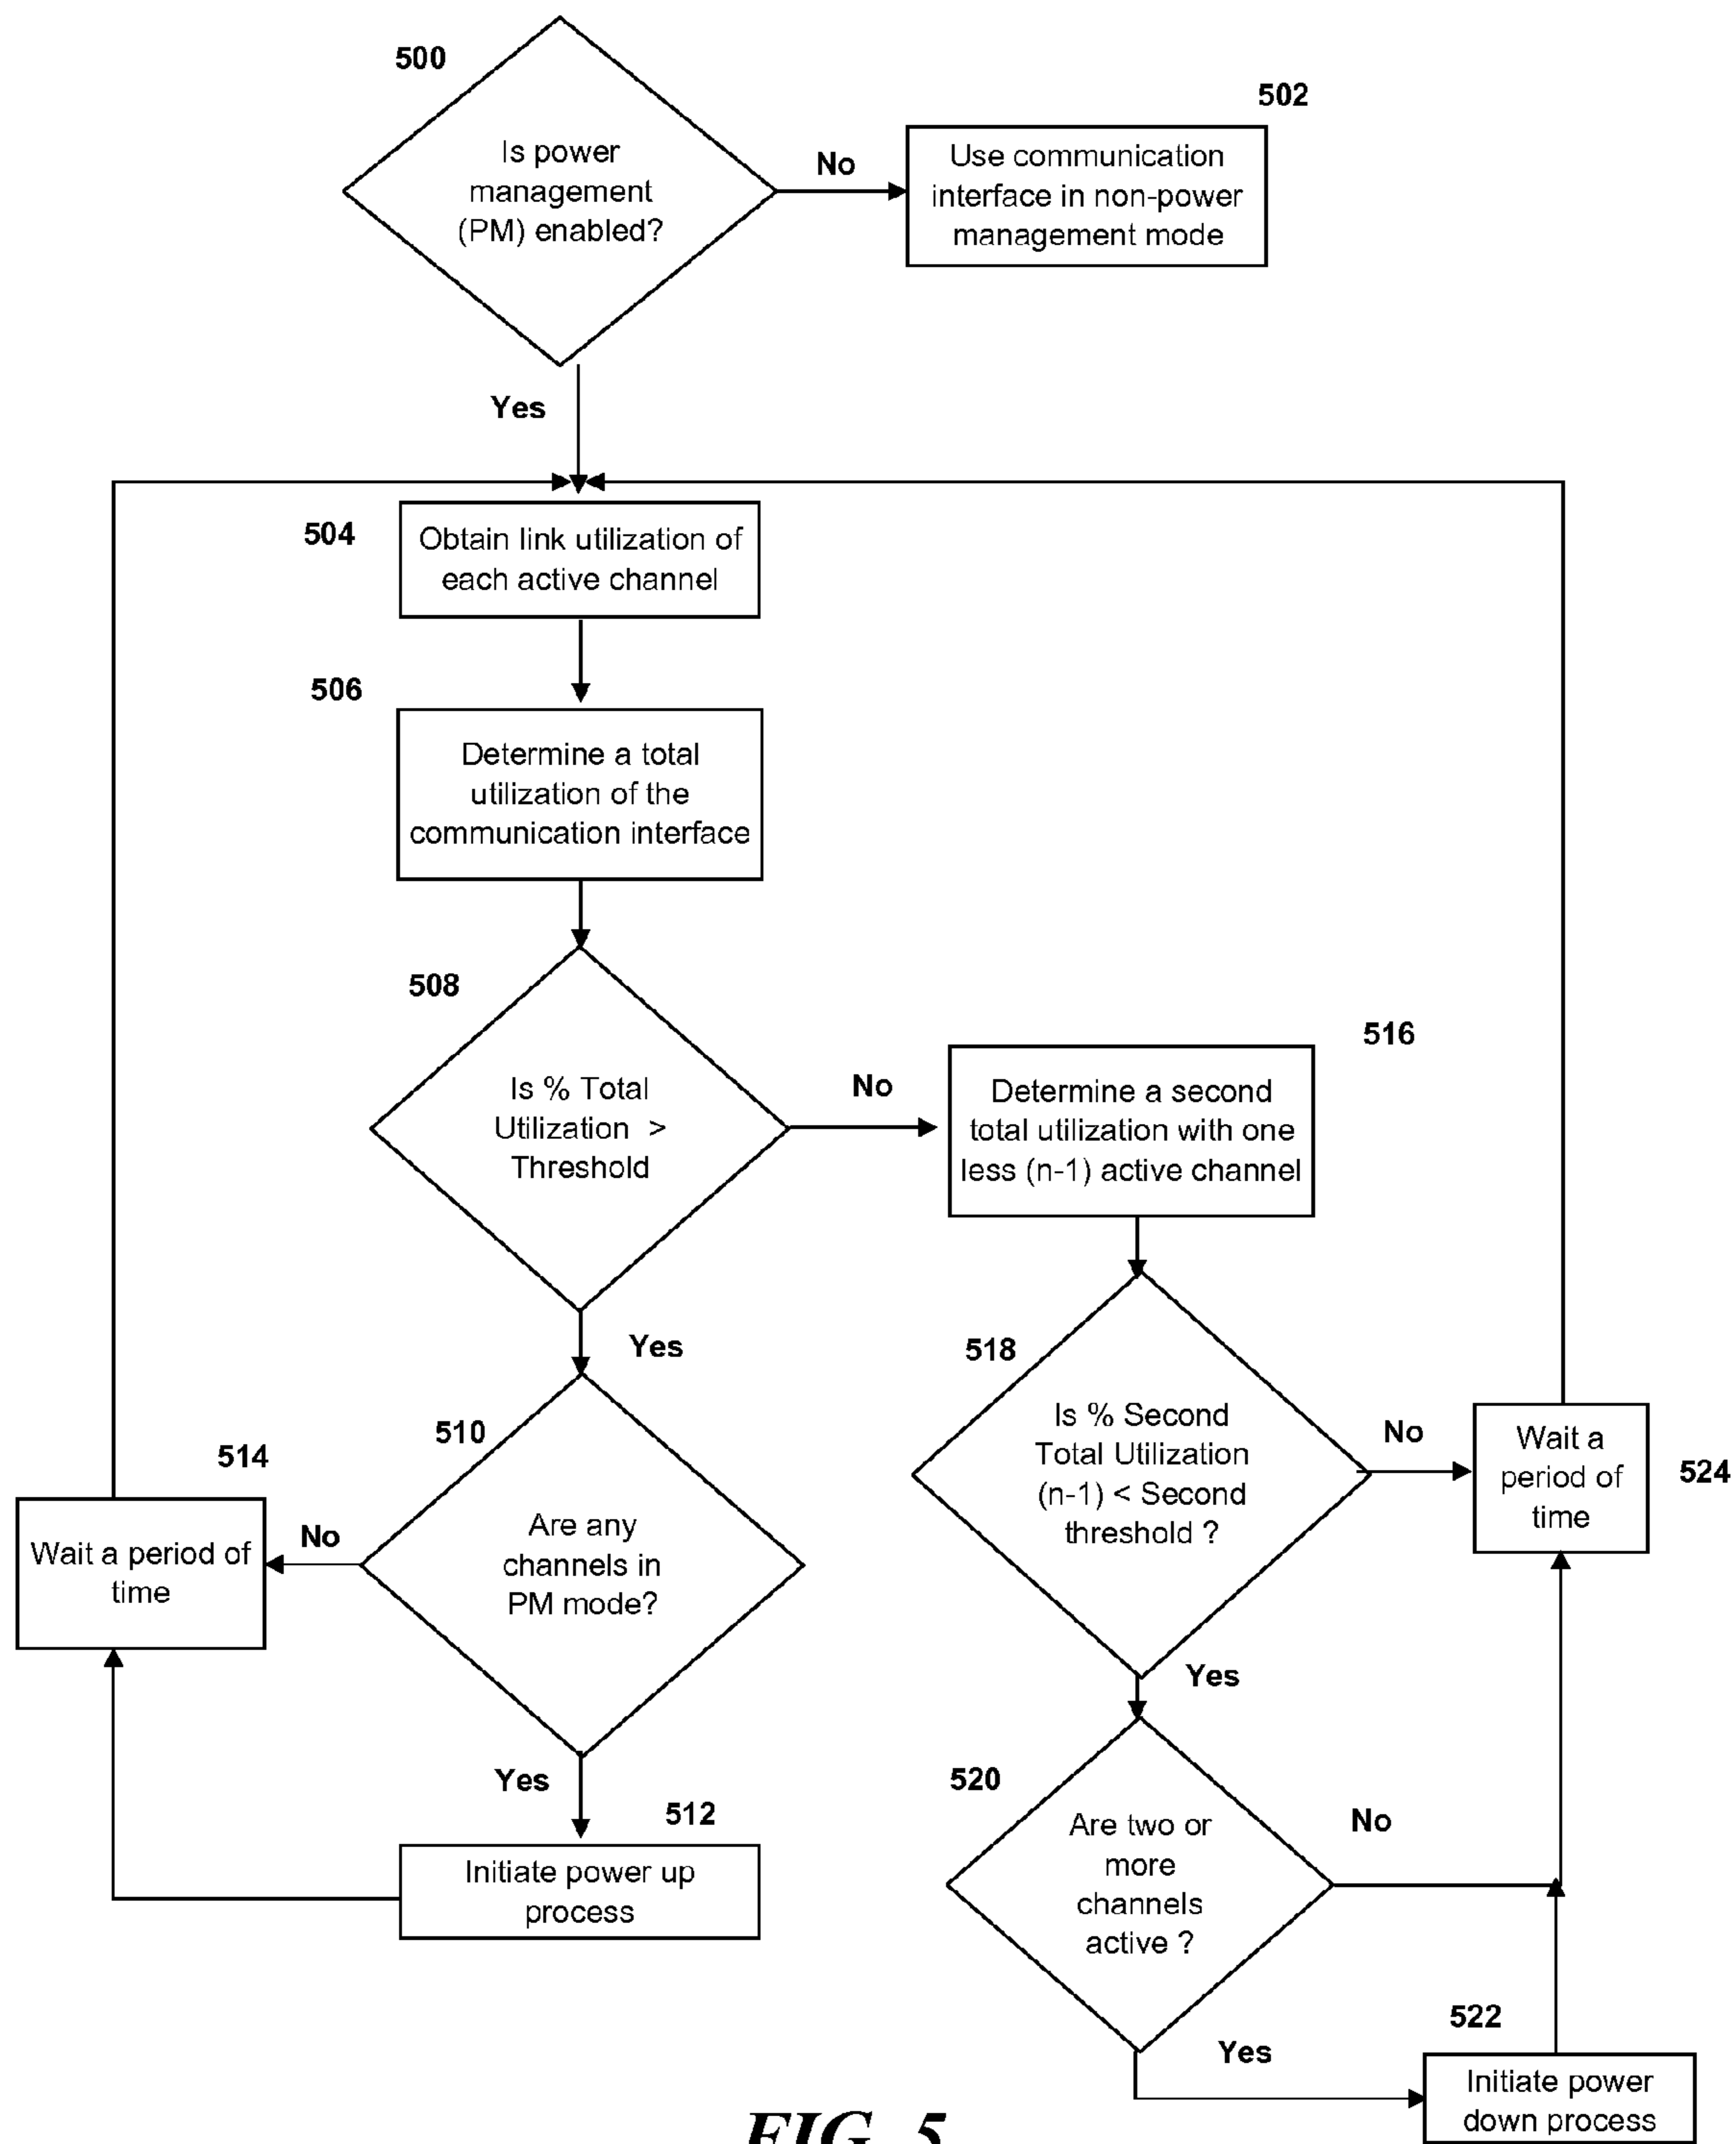 500
Is power
management
(PM) enabled?
No
502
Use communication
interface in non-power
management mode
Yes
504
Obtain link utilization of
each active channel
506
Determine a total
utilization of the
communication interface
508
Is % Total
Utilization >
Threshold
No
516
Determine a second
total utilization with one
less (n-1) active channel
Yes
518
Is % Second
Total Utilization
(n-1) < Second
threshold ?
No
Wait a
period of
time
524
510
Are any
channels in
PM mode?
No
514
Wait a period of
time
Yes
512
Initiate power up
process
Yes
520
Are two or
more
channels
active ?
No
Yes
522
Initiate power
down process
FIG. 5